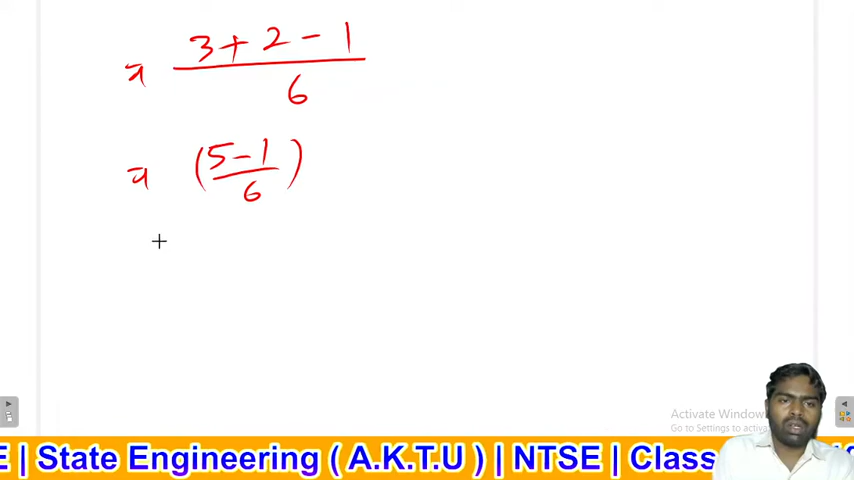 = 3 + 2 - 1 / 6
= (5 - 1 / 6)
Activate Window
Go to Settings to activa
E | State Engineering ( A.K.T.U ) | NTSE | Class